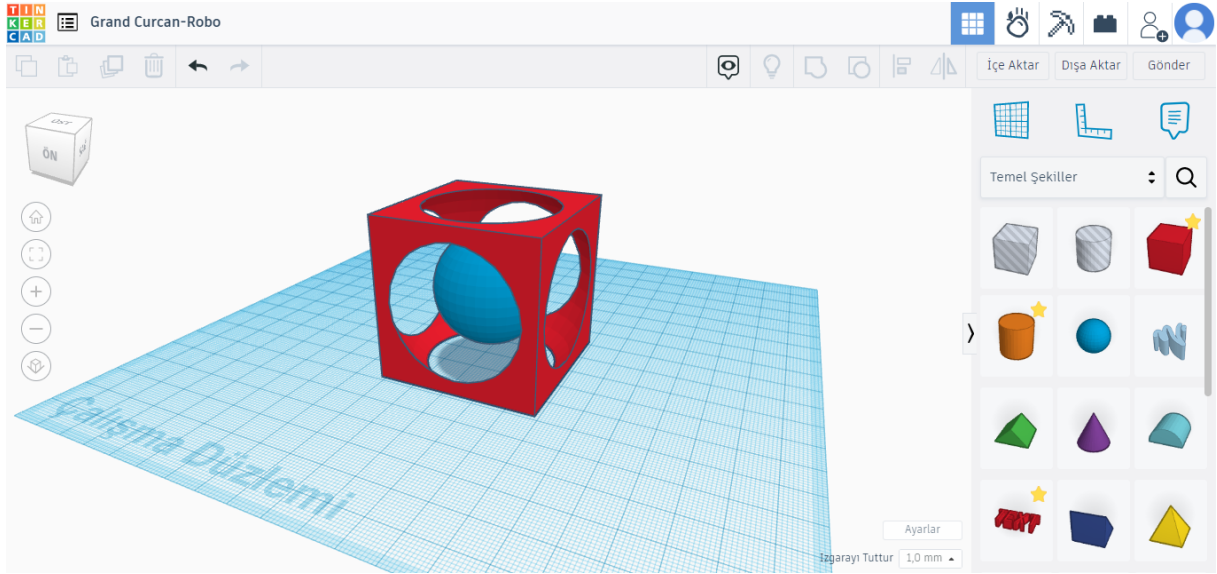 TIN
KER
CAD
Grand Curcan-Robo
İçe Aktar
Dışa Aktar
Gönder
ÜST
ÖN
Temel Şekiller
TEXT
Çalışma Düzlemi
Ayarlar
Izgarayı Tuttur
1,0 mm